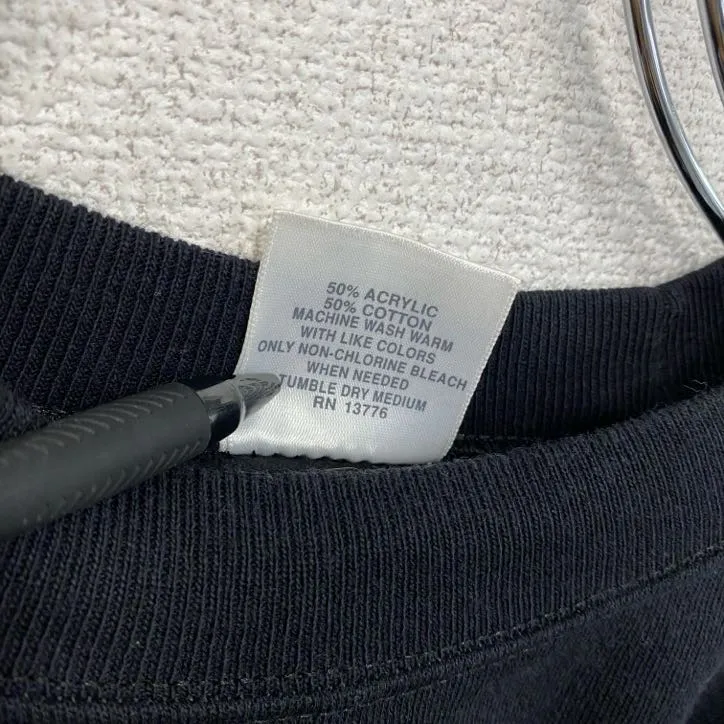 50% ACRYLIC
50% COTTON
MACHINE WASH WARM
WITH LIKE COLORS
ONLY NON-CHLORINE BLEACH
WHEN NEEDED
TUMBLE DRY MEDIUM
RN 13776